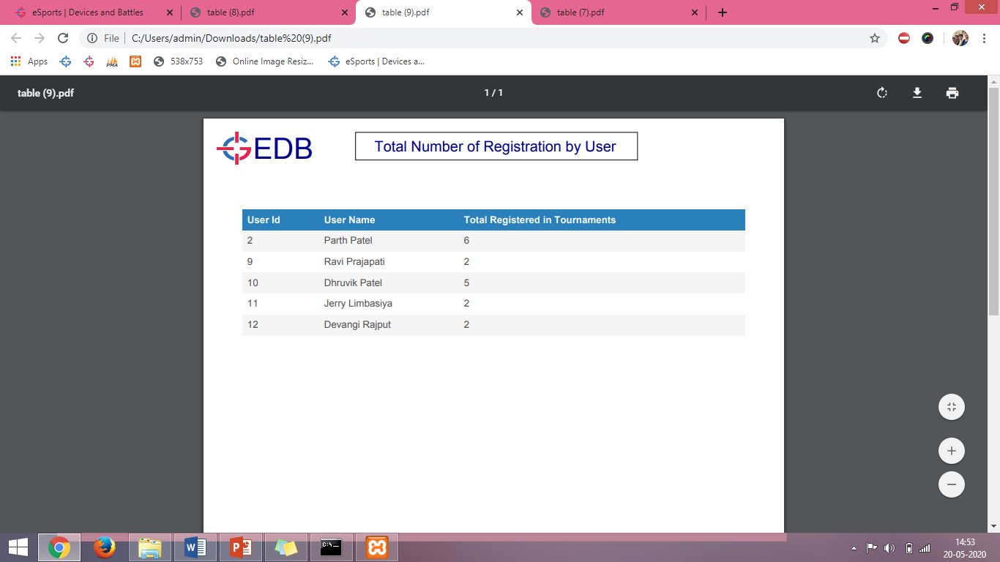 eSports | Devices and Battles
table (8).pdf
table (9).pdf
table (7).pdf
File
C:/Users/admin/Downloads/table%20(9).pdf
Apps
PMA
538x753
Online Image Resiz...
eSports | Devices a...
table (9).pdf
1 / 1
EDB
Total Number of Registration by User
User Id User Name Total Registered in Tournaments
2 Parth Patel 6
9 Ravi Prajapati 2
10 Dhruvik Patel 5
11 Jerry Limbasiya 2
12 Devangi Rajput 2
C:\_
14:53
20-05-2020